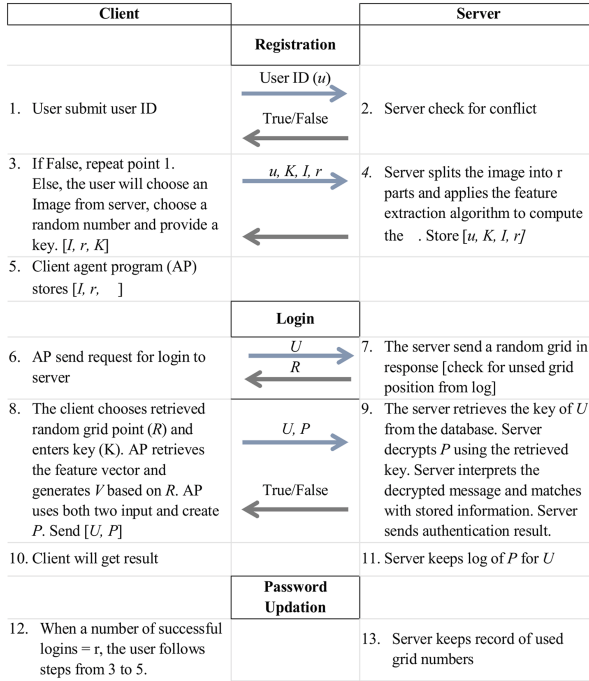 Client
Server
Registration
1. User submit user ID
User ID (u)
True/False
2. Server check for conflict
3. If False, repeat point 1.
Else, the user will choose an
Image from server, choose a
random number and provide a
key. [I, r, K]
u, K, I, r
4. Server splits the image into r
parts and applies the feature
extraction algorithm to compute
the . Store [u, K, I, r]
5. Client agent program (AP)
stores [I, r, ]
Login
6. AP send request for login to
server
U
R
7. The server send a random grid in
response [check for unsed grid
position from log]
8. The client chooses retrieved
random grid point (R) and
enters key (K). AP retrieves
the feature vector and
generates V based on R. AP
uses both two input and create
P. Send [U, P]
U, P
True/False
9. The server retrieves the key of U
from the database. Server
decrypts P using the retrieved
key. Server interprets the
decrypted message and matches
with stored information. Server
sends authentication result.
10. Client will get result
11. Server keeps log of P for U
Password
Updation
12. When a number of successful
logins = r, the user follows
steps from 3 to 5.
13. Server keeps record of used
grid numbers